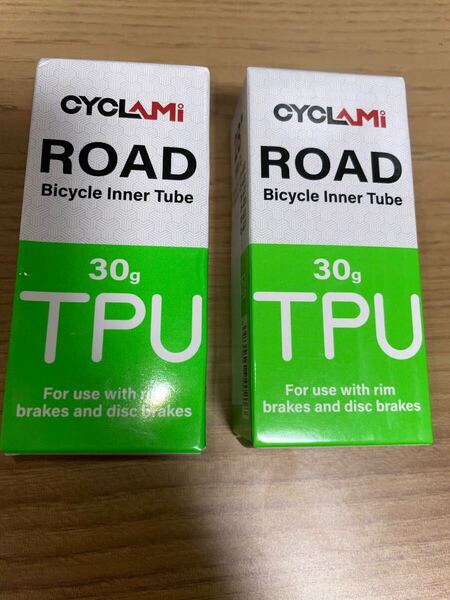 CYCLAMi
ROAD
Bicycle Inner Tube
30g
TPU
For use with rim
brakes and disc brakes
CYCLAMi
ROAD
Bicycle Inner Tube
30g
TPU
For use with rim
brakes and disc brakes